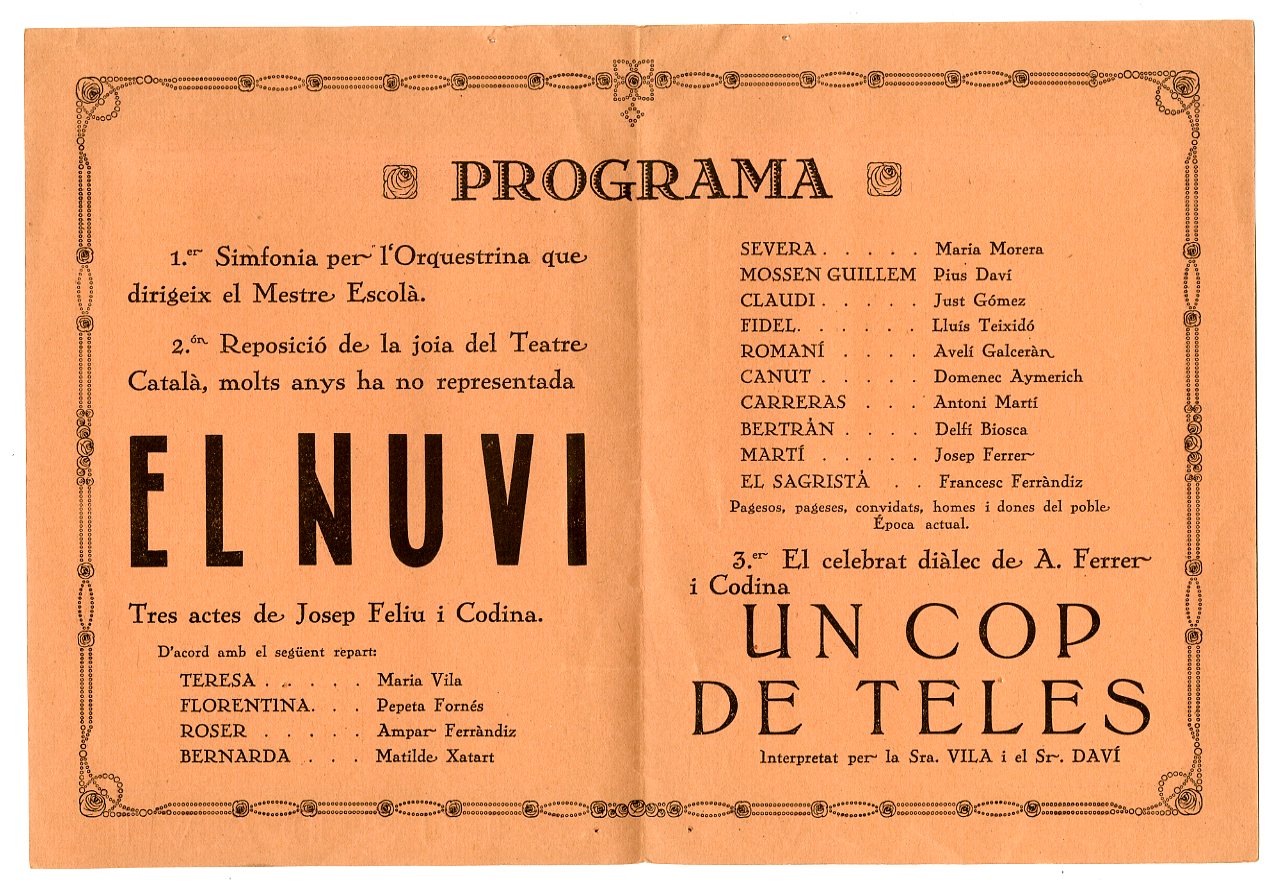 PROGRAMA
1.er Simfonia per l'Orquestrina que
dirigeix el Mestre Escolà.
2.ón Reposició de la joia del Teatre
Català, molts anys ha no representada
EL NUVI
Tres actes de Josep Feliu i Codina.
D'acord amb el següent repart:
TERESA . . . . . Maria Vila
FLORENTINA. . . Pepeta Fornés
ROSER . . . . . Ampar Ferràndiz
BERNARDA . . . Matilde Xatart
SEVERA . . . . . Maria Morera
MOSSEN GUILLEM Pius Daví
CLAUDI . . . . . Just Gómez
FIDEL. . . . . . Lluís Teixidó
ROMANÍ . . . . Avelí Galceràn
CANUT . . . . . Domenec Aymerich
CARRERAS . . . Antoni Martí
BERTRÀN . . . . Delfí Biosca
MARTÍ . . . . . Josep Ferrer
EL SAGRISTÀ . . Francesc Ferràndiz
Pagesos, pageses, convidats, homes i dones del poble
Època actual.
3.er El celebrat diàlec de A. Ferrer
i Codina
UN COP
DE TELES
Interpretat per la Sra. VILA i el Sr. DAVÍ